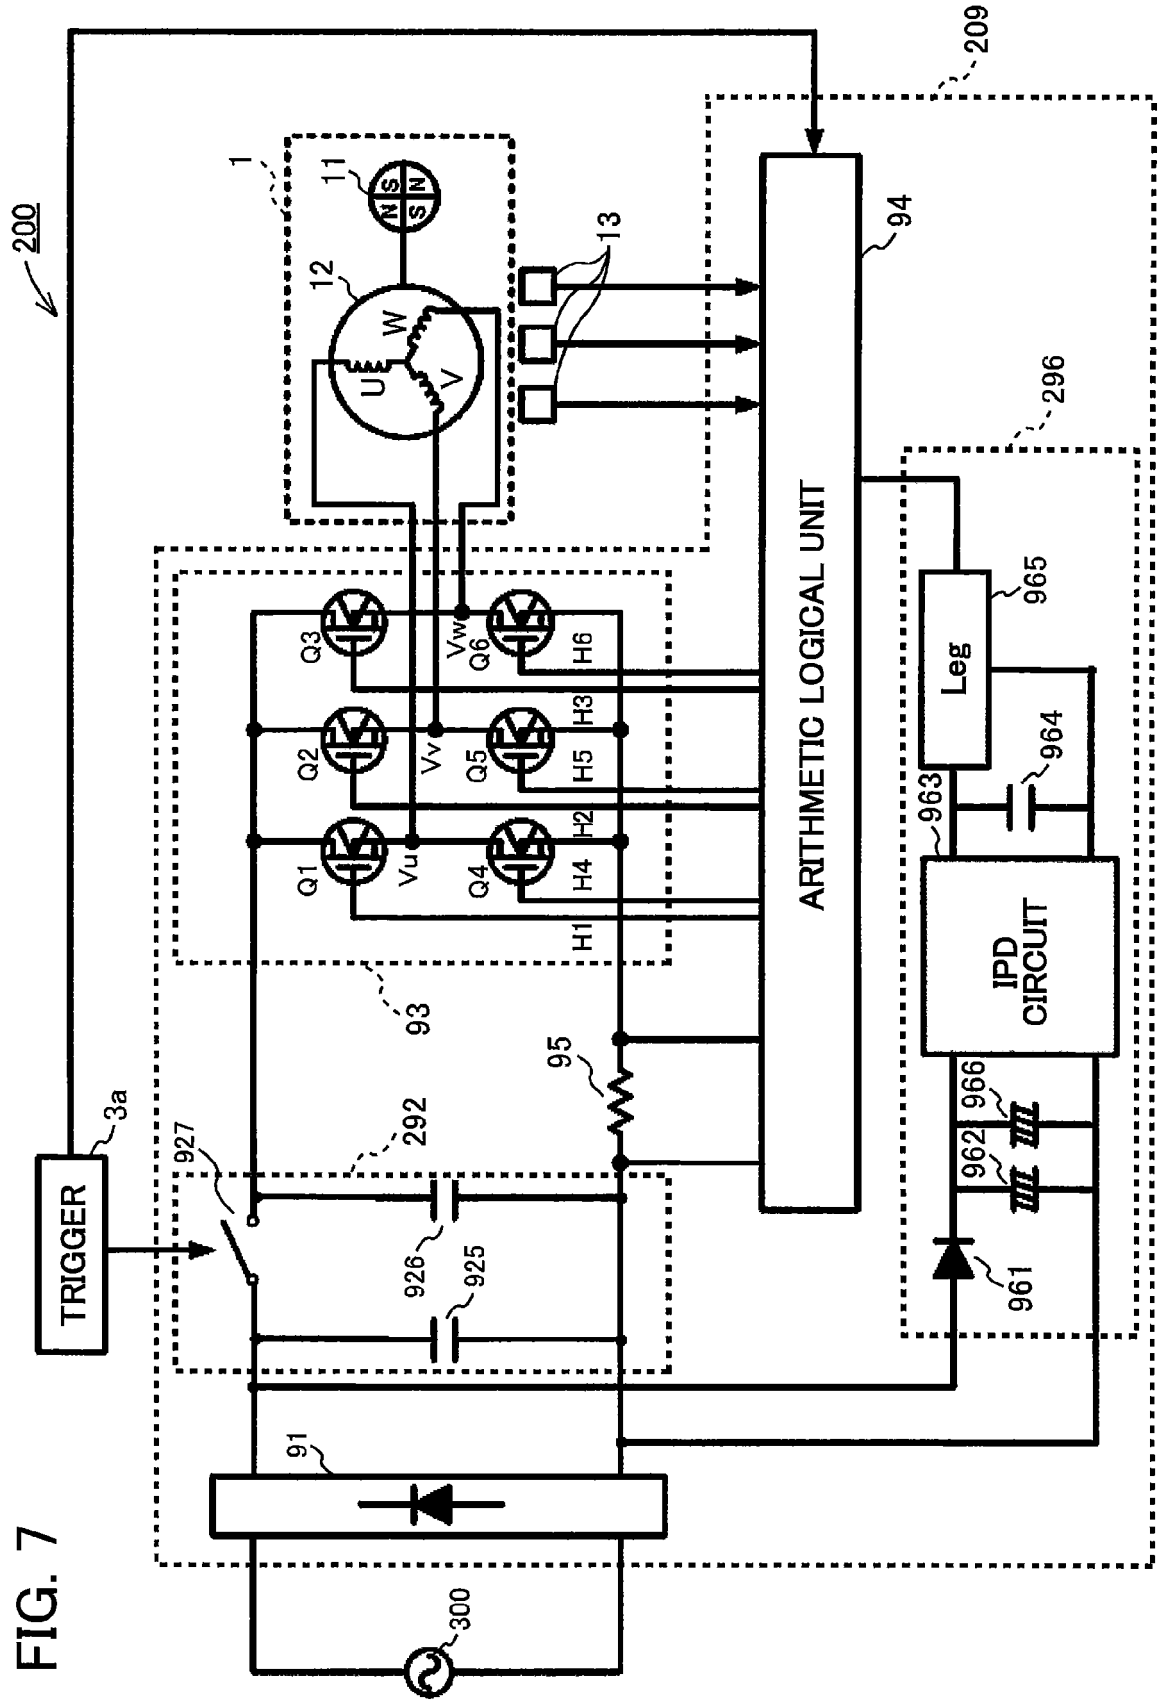 FIG. 7
200
TRIGGER
3a
1
11
N
S
S
N
12
U
V
W
13
927
292
926
925
93
Q1
Q2
Q3
Vu
Vv
Vw
Q4
Q5
Q6
H1
H4
H2
H5
H3
H6
95
91
300
ARITHMETIC LOGICAL UNIT
94
209
296
961
962
966
963
IPD
CIRCUIT
964
Leg
965